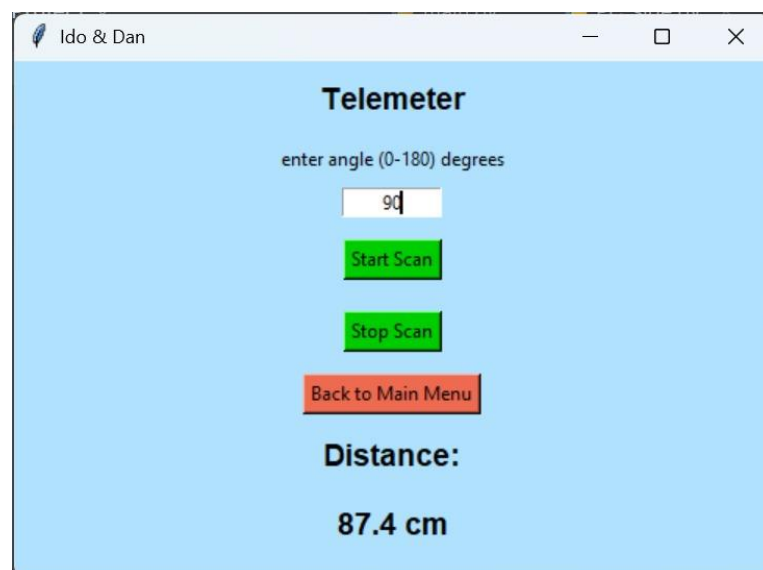 Ido & Dan
Telemeter
enter angle (0-180) degrees
90
Start Scan
Stop Scan
Back to Main Menu
Distance:
87.4 cm